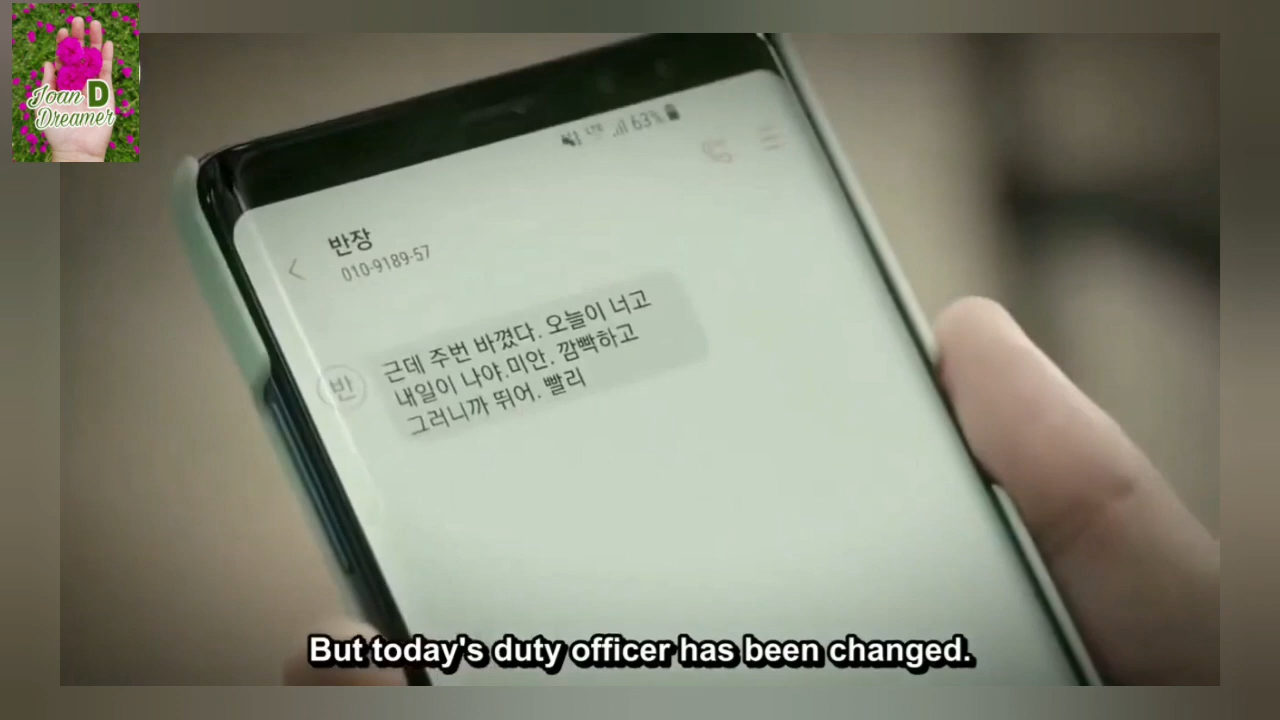 Joan D
Dreamer
LTE 63%
반장
010-9189-57
근데 주번 바꼈다. 오늘이 너고
내일이 나야.미안. 깜빡하고
그러니까 뛰어. 빨리
반
But today's duty officer has been changed.